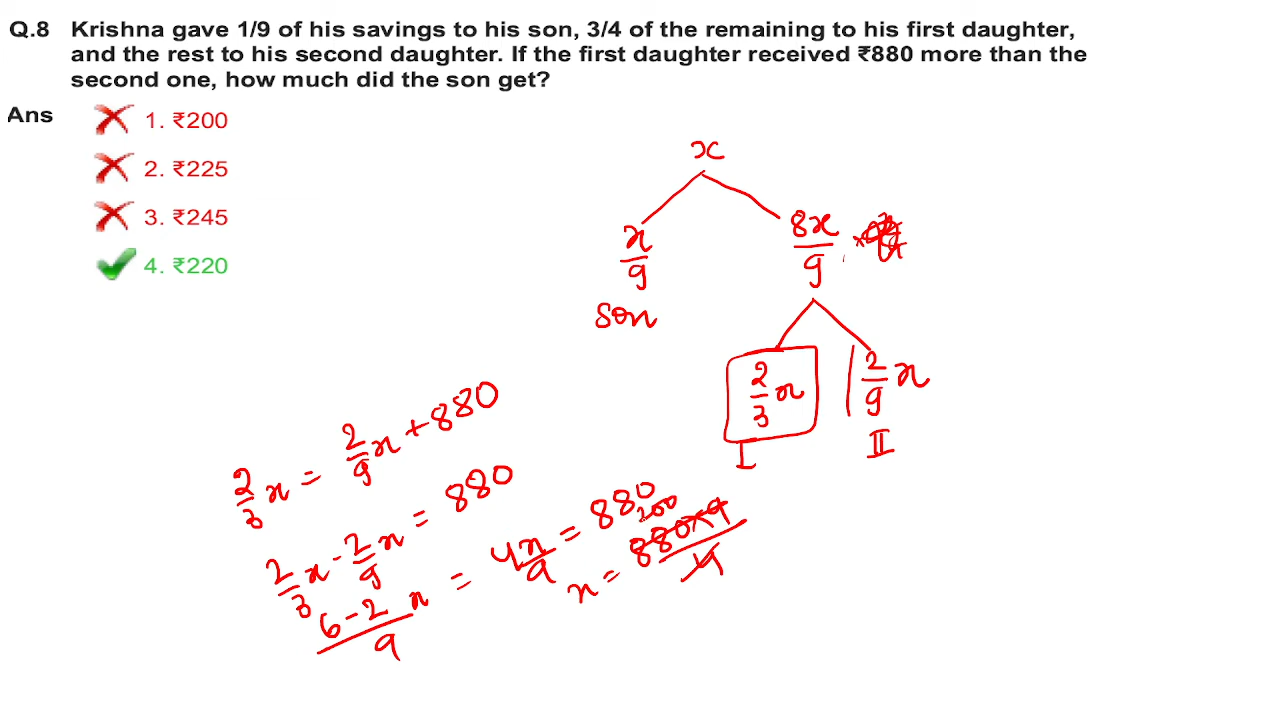 Q.8 Krishna gave 1/9 of his savings to his son, 3/4 of the remaining to his first daughter,
and the rest to his second daughter. If the first daughter received ₹880 more than the
second one, how much did the son get?
Ans
1. ₹200
2. ₹225
3. ₹245
4. ₹220
x
x/9
8x/9
son
2/3 x
2/9 x
I
II
2/3 x = 2/9 x + 880
2/3 x - 2/9 x = 880
6-2/9 x = 4x/9 = 880
x = 880×9/4